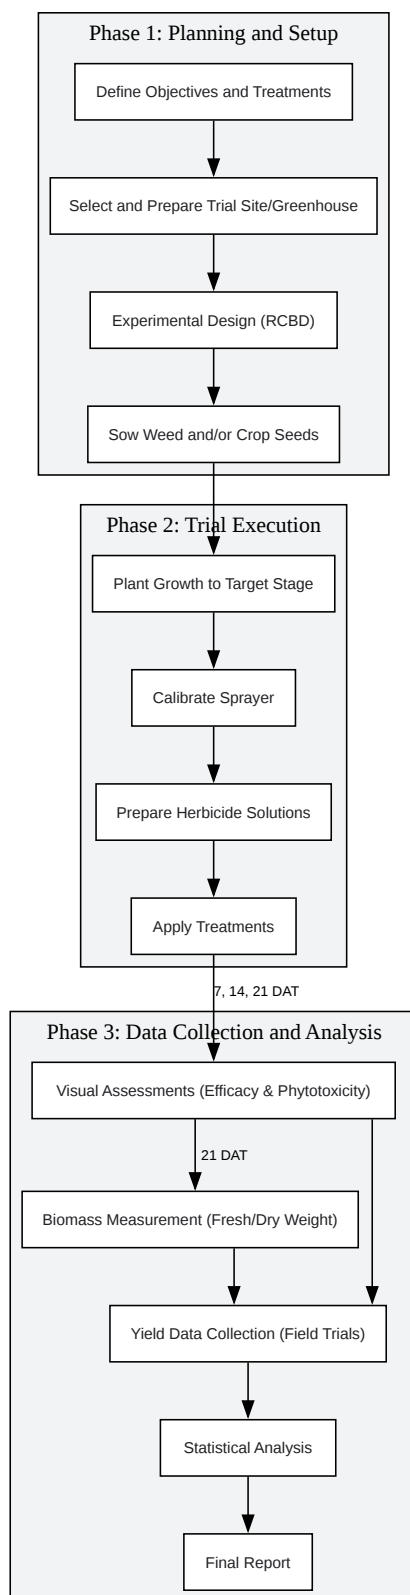 Phase 1: Planning and Setup
Define Objectives and Treatments
Select and Prepare Trial Site/Greenhouse
Experimental Design (RCBD)
Sow Weed and/or Crop Seeds
Phase 2: Trial Execution
Plant Growth to Target Stage
Calibrate Sprayer
Prepare Herbicide Solutions
Apply Treatments
7, 14, 21 DAT
Phase 3: Data Collection and Analysis
Visual Assessments (Efficacy & Phytotoxicity)
21 DAT
Biomass Measurement (Fresh/Dry Weight)
Yield Data Collection (Field Trials)
Statistical Analysis
Final Report